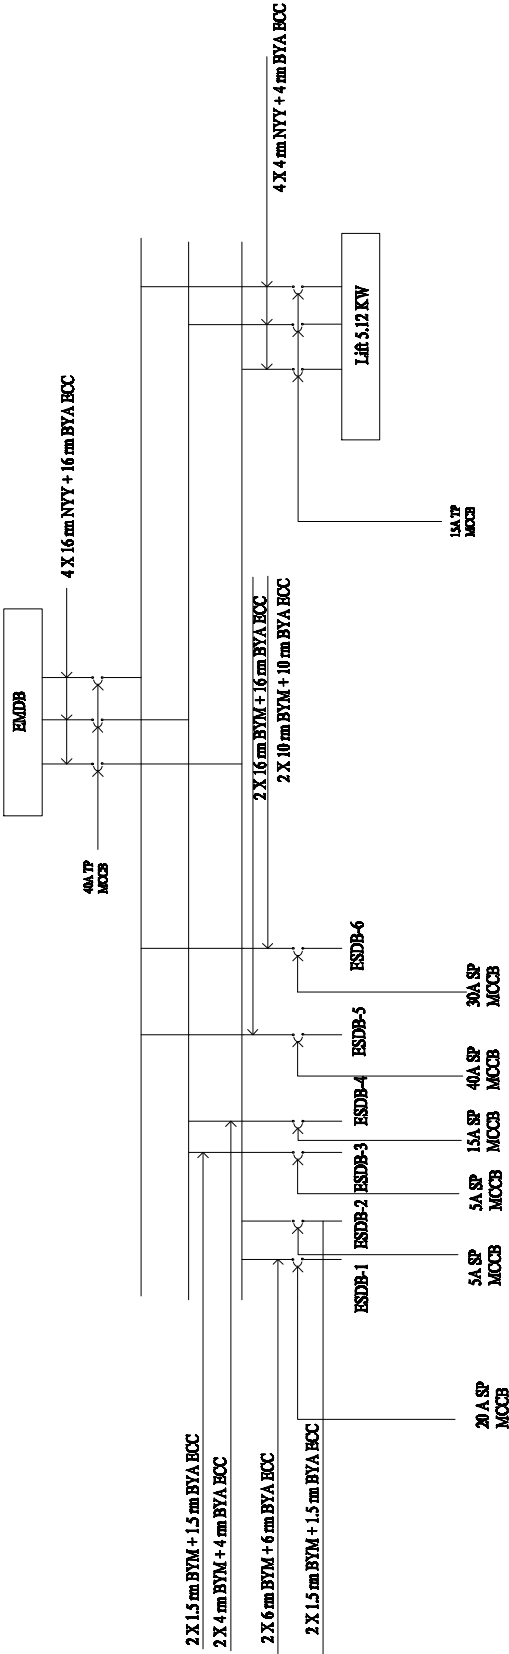 4 X 4 rm NYY + 4 rm BYA ECC
Lift 5.12 KW
15A TP
MCCB
4 X 16 rm NYY + 16 rm BYA ECC
EMDB
40A TP
MCCB
2 X 16 rm BYM + 16 rm BYA ECC
2 X 10 rm BYM + 10 rm BYA ECC
ESDB-6
30A SP
MCCB
ESDB-5
40A SP
MCCB
ESDB-4
15A SP
MCCB
ESDB-3
5A SP
MCCB
ESDB-2
5A SP
MCCB
ESDB-1
20 A SP
MCCB
2 X 1.5 rm BYM + 1.5 rm BYA ECC
2 X 4 rm BYM + 4 rm BYA ECC
2 X 6 rm BYM + 6 rm BYA ECC
2 X 1.5 rm BYM + 1.5 rm BYA ECC